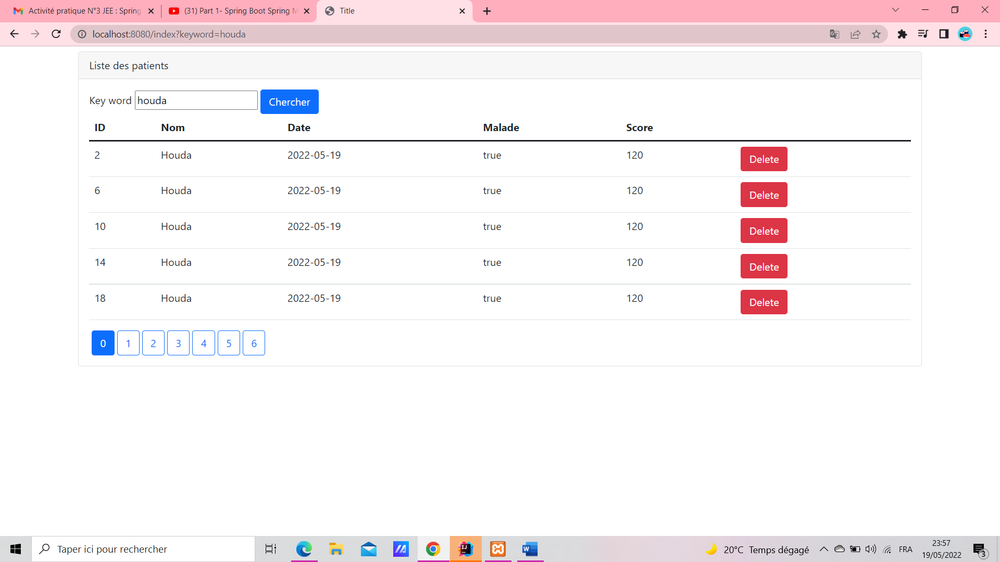 Activité pratique N°3 JEE : Spring
(31) Part 1- Spring Boot Spring M
Title
localhost:8080/index?keyword=houda
Liste des patients
Key word houda Chercher
ID Nom Date Malade Score
2 Houda 2022-05-19 true 120 Delete
6 Houda 2022-05-19 true 120 Delete
10 Houda 2022-05-19 true 120 Delete
14 Houda 2022-05-19 true 120 Delete
18 Houda 2022-05-19 true 120 Delete
0 1 2 3 4 5 6
Taper ici pour rechercher
20°C Temps dégagé
FRA
23:57
19/05/2022
3